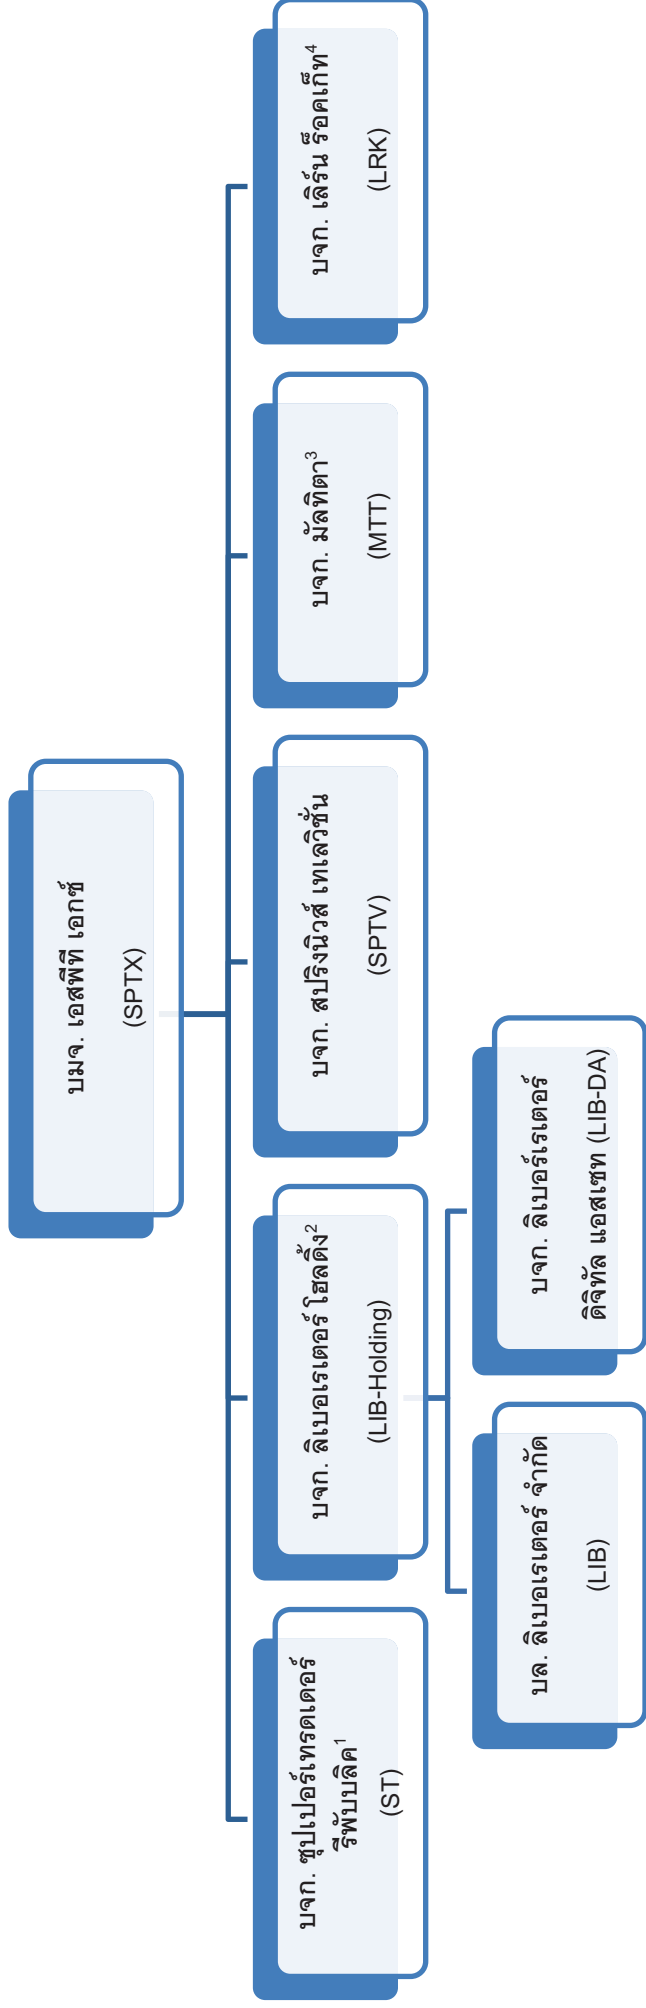 บมจ. เอสพีที เอกซ์
(SPTX)
บจก. ซุปเปอร์เทรดเดอร์
รีพับบลิค¹
(ST)
บจก. ลิเบอเรเตอร์ โฮลดิ้ง²
(LIB-Holding)
บจก. สปริงนิวส์ เทเลวิชั่น
(SPTV)
บจก. มัลทิตา³
(MTT)
บจก. เลิร์น ร็อคเก็ท⁴
(LRK)
บล. ลิเบอเรเตอร์ จำกัด
(LIB)
บจก. ลิเบอร์เรเตอร์
ดิจิทัล แอสเซท (LIB-DA)